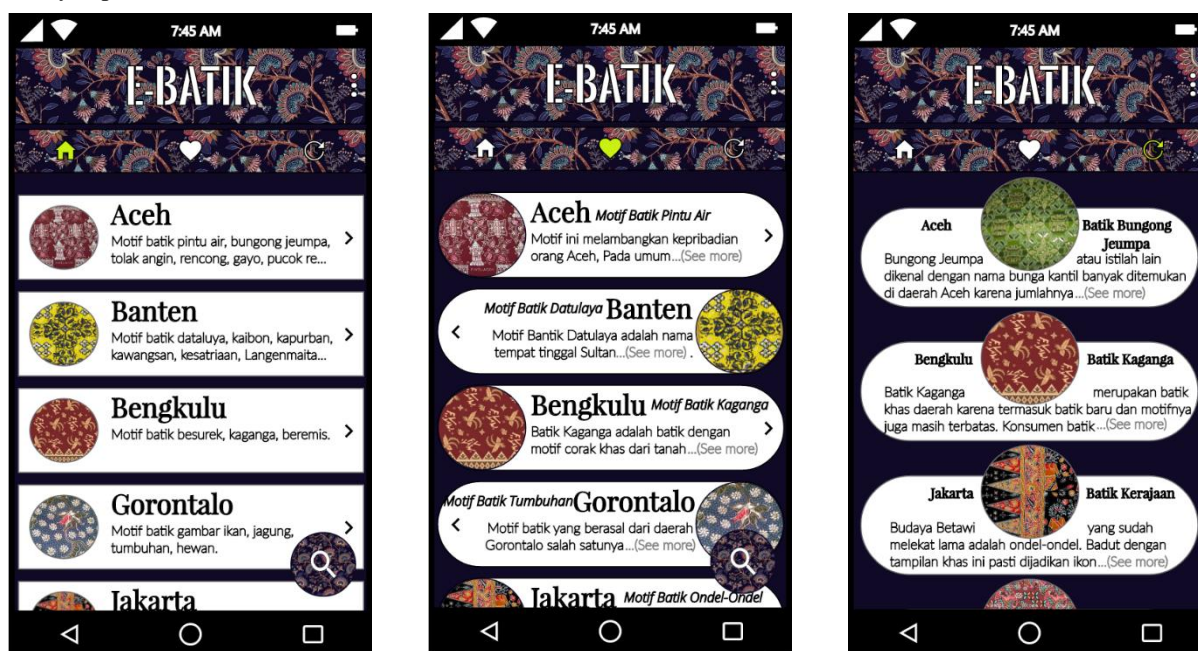 7:45 AM
E-BATIK
Aceh
Motif batik pintu air, bungong jeumpa,
tolak angin, rencong, gayo, pucok re...
Banten
Motif batik dataluya, kaibon, kapurban,
kawangsan, kesatriaan, Langenmaita...
Bengkulu
Motif batik besurek, kaganga, beremis.
Gorontalo
Motif batik gambar ikan, jagung,
tumbuhan, hewan.
Jakarta
7:45 AM
E-BATIK
Aceh Motif Batik Pintu Air
Motif ini melambangkan kepribadian
orang Aceh, Pada umum...(See more)
Motif Batik Datulaya Banten
Motif Bantik Datulaya adalah nama
tempat tinggal Sultan...(See more) .
Bengkulu Motif Batik Kaganga
Batik Kaganga adalah batik dengan
motif corak khas dari tanah...(See more)
Motif Batik Tumbuhan Gorontalo
Motif batik yang berasal dari daerah
Gorontalo salah satunya...(See more)
Jakarta Motif Batik Ondel-Ondel
7:45 AM
E-BATIK
Aceh
Batik Bungong
Jeumpa
Bungong Jeumpa atau istilah lain
dikenal dengan nama bunga kantil banyak ditemukan
di daerah Aceh karena jumlahnya...(See more)
Bengkulu
Batik Kaganga
Batik Kaganga merupakan batik
khas daerah karena termasuk batik baru dan motifnya
juga masih terbatas. Konsumen batik...(See more)
Jakarta
Batik Kerajaan
Budaya Betawi yang sudah
melekat lama adalah ondel-ondel. Badut dengan
tampilan khas ini pasti dijadikan ikon...(See more)